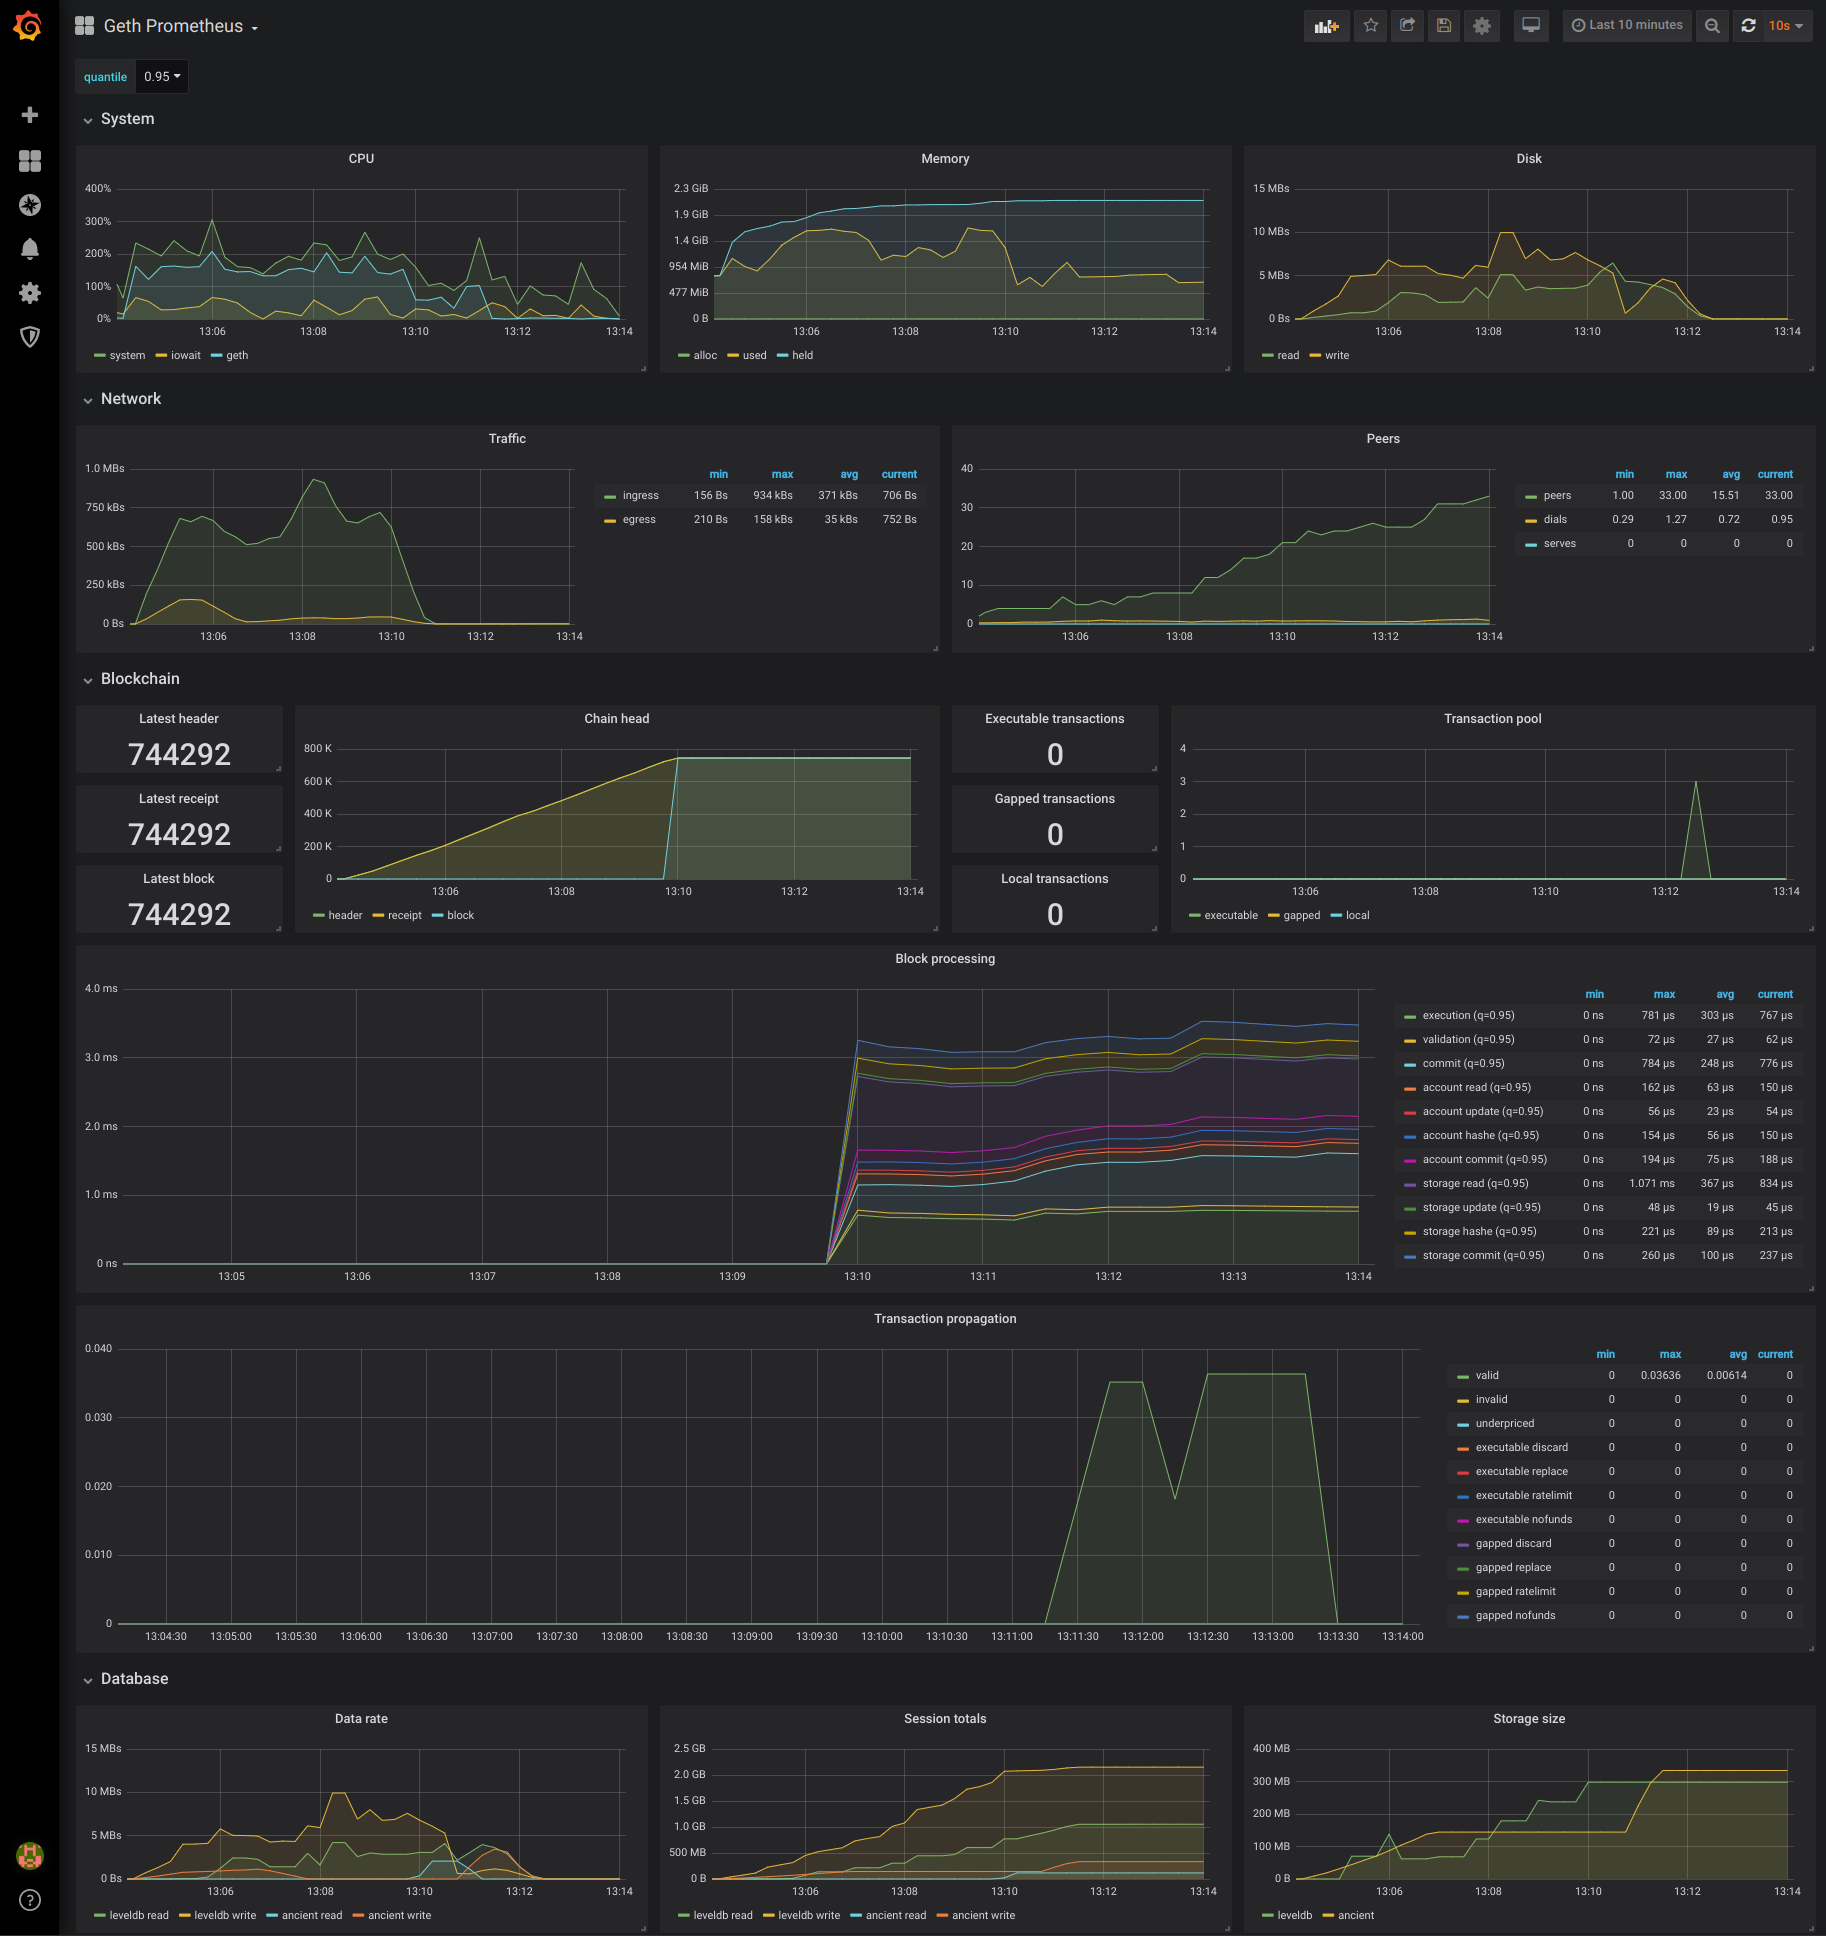 Geth Prometheus
Last 10 minutes
10s
quantile 0.95
System
CPU
400%
300%
200%
100%
0%
13:06 13:08 13:10 13:12 13:14
system iowait geth
Memory
2.3 GiB
1.9 GiB
1.4 GiB
954 MiB
477 MiB
0 B
13:06 13:08 13:10 13:12 13:14
alloc used held
Disk
15 MBs
10 MBs
5 MBs
0 Bs
13:06 13:08 13:10 13:12 13:14
read write
Network
Traffic
1.0 MBs
750 kBs
500 kBs
250 kBs
0 Bs
13:06 13:08 13:10 13:12 13:14
min max avg current
ingress 156 Bs 934 kBs 371 kBs 706 Bs
egress 210 Bs 158 kBs 35 kBs 752 Bs
Peers
40
30
20
10
0
13:06 13:08 13:10 13:12 13:14
min max avg current
peers 1.00 33.00 15.51 33.00
dials 0.29 1.27 0.72 0.95
serves 0 0 0 0
Blockchain
Latest header
744292
Latest receipt
744292
Latest block
744292
Chain head
800 K
600 K
400 K
200 K
0
13:06 13:08 13:10 13:12 13:14
header receipt block
Executable transactions
0
Gapped transactions
0
Local transactions
0
Transaction pool
4
3
2
1
0
13:06 13:08 13:10 13:12 13:14
executable gapped local
Block processing
4.0 ms
3.0 ms
2.0 ms
1.0 ms
0 ns
13:05 13:06 13:07 13:08 13:09 13:10 13:11 13:12 13:13 13:14
min max avg current
execution (q=0.95) 0 ns 781 µs 303 µs 767 µs
validation (q=0.95) 0 ns 72 µs 27 µs 62 µs
commit (q=0.95) 0 ns 784 µs 248 µs 776 µs
account read (q=0.95) 0 ns 162 µs 63 µs 150 µs
account update (q=0.95) 0 ns 56 µs 23 µs 54 µs
account hashe (q=0.95) 0 ns 154 µs 56 µs 150 µs
account commit (q=0.95) 0 ns 194 µs 75 µs 188 µs
storage read (q=0.95) 0 ns 1.071 ms 367 µs 834 µs
storage update (q=0.95) 0 ns 48 µs 19 µs 45 µs
storage hashe (q=0.95) 0 ns 221 µs 89 µs 213 µs
storage commit (q=0.95) 0 ns 260 µs 100 µs 237 µs
Transaction propagation
0.040
0.030
0.020
0.010
0
13:04:30 13:05:00 13:05:30 13:06:00 13:06:30 13:07:00 13:07:30 13:08:00 13:08:30 13:09:00 13:09:30 13:10:00 13:10:30 13:11:00 13:11:30 13:12:00 13:12:30 13:13:00 13:13:30 13:14:00
min max avg current
valid 0 0.03636 0.00614 0
invalid 0 0 0 0
underpriced 0 0 0 0
executable discard 0 0 0 0
executable replace 0 0 0 0
executable ratelimit 0 0 0 0
executable nofunds 0 0 0 0
gapped discard 0 0 0 0
gapped replace 0 0 0 0
gapped ratelimit 0 0 0 0
gapped nofunds 0 0 0 0
Database
Data rate
15 MBs
10 MBs
5 MBs
0 Bs
13:06 13:08 13:10 13:12 13:14
leveldb read leveldb write ancient read ancient write
Session totals
2.5 GB
2.0 GB
1.5 GB
1.0 GB
500 MB
0 B
13:06 13:08 13:10 13:12 13:14
leveldb read leveldb write ancient read ancient write
Storage size
400 MB
300 MB
200 MB
100 MB
0 B
13:06 13:08 13:10 13:12 13:14
leveldb ancient